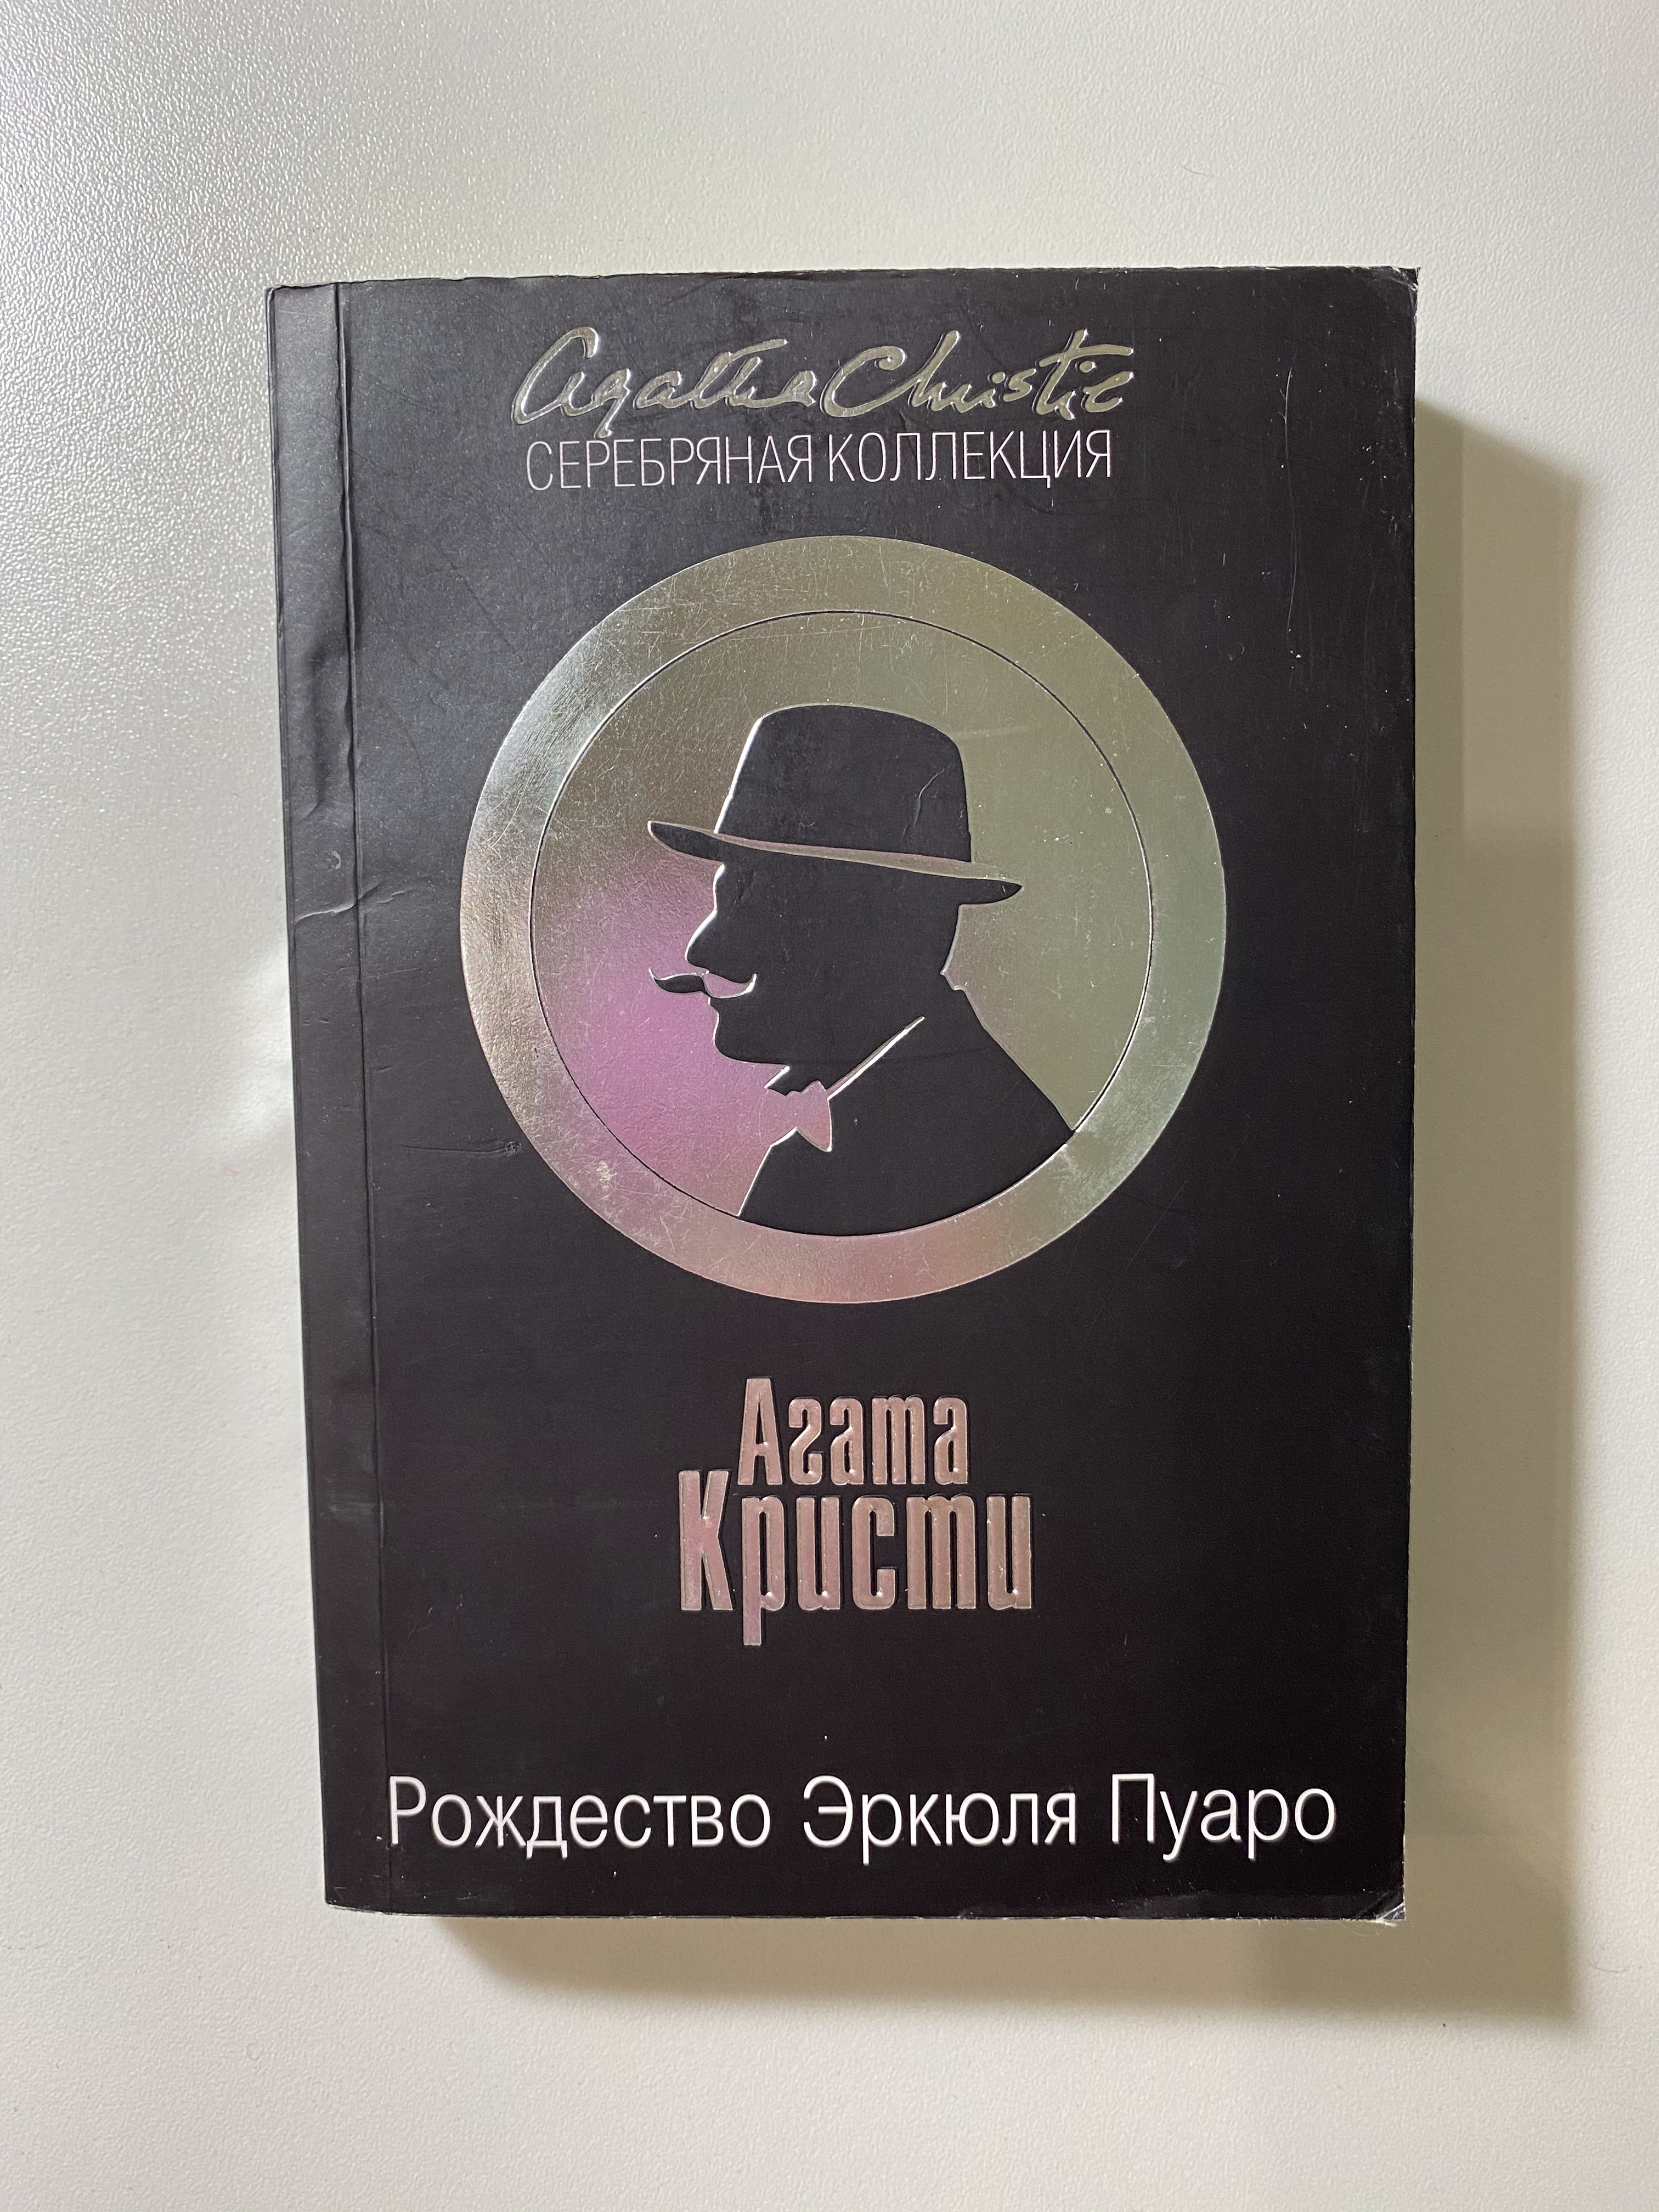 Agatha Christie
СЕРЕБРЯНАЯ КОЛЛЕКЦИЯ
Агата
Кристи
Рождество Эркюля Пуаро